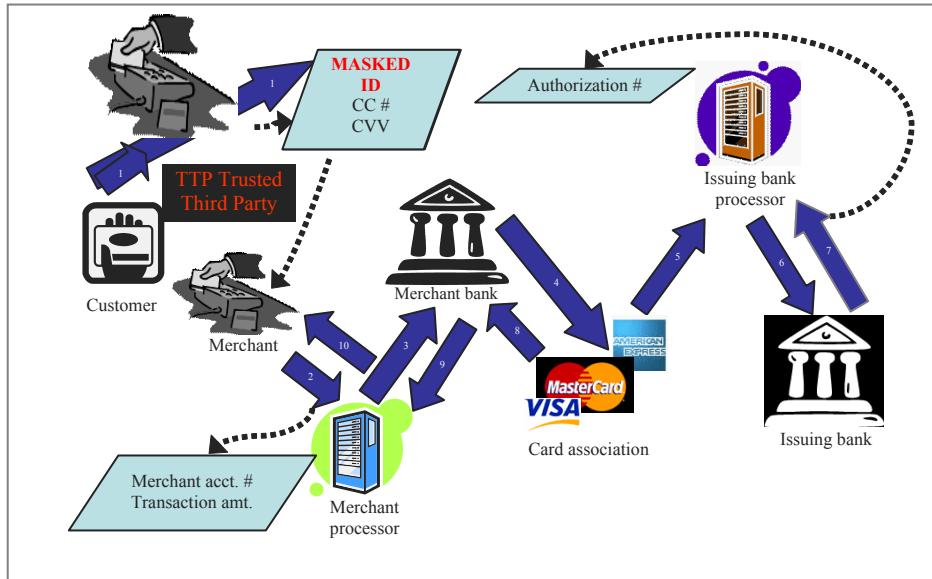 1
MASKED
ID
CC #
CVV
Authorization #
1
TTP Trusted
Third Party
Issuing bank
processor
Customer
Merchant bank
4
5
6
7
Merchant
10
3
8
9
2
AMERICAN
EXPRESS
MasterCard
VISA
Card association
Issuing bank
Merchant acct. #
Transaction amt.
Merchant
processor